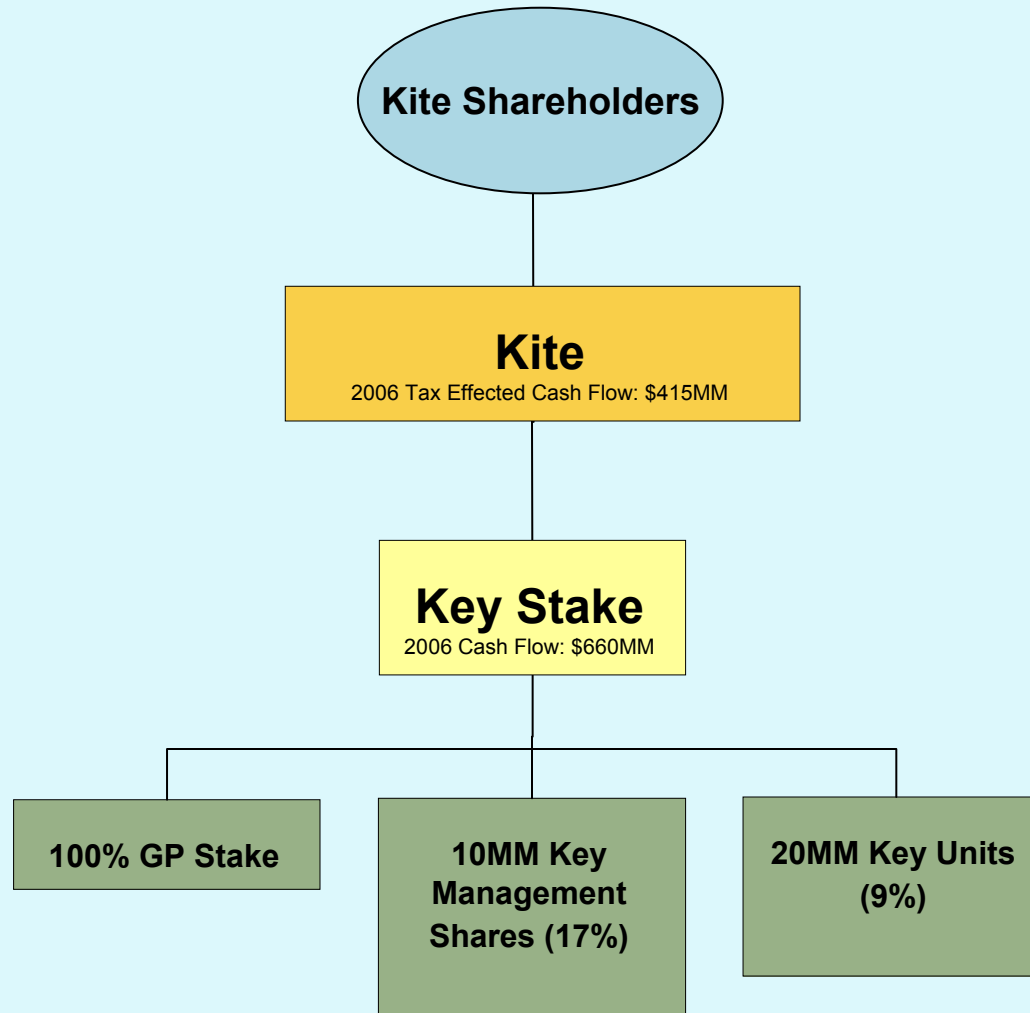 Kite Shareholders
Kite
2006 Tax Effected Cash Flow: $415MM
Key Stake
2006 Cash Flow: $660MM
100% GP Stake
10MM Key
Management
Shares (17%)
20MM Key Units
(9%)